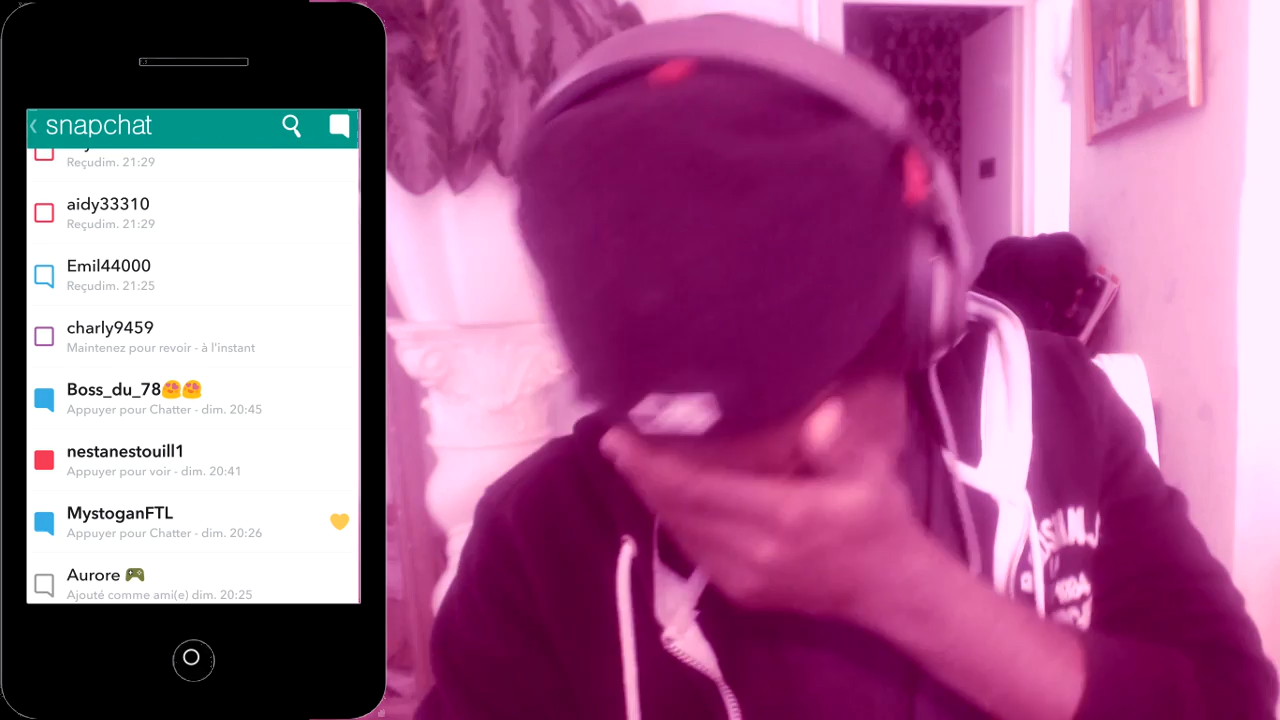 snapchat
Reçudim. 21:29
aidy33310
Reçudim. 21:29
Emil44000
Reçudim. 21:25
charly9459
Maintenez pour revoir - à l'instant
Boss_du_78😍😍
Appuyer pour Chatter - dim. 20:45
nestanestouill1
Appuyer pour voir - dim. 20:41
MystoganFTL
Appuyer pour Chatter - dim. 20:26
Aurore 🎮
Ajouté comme ami(e) dim. 20:25